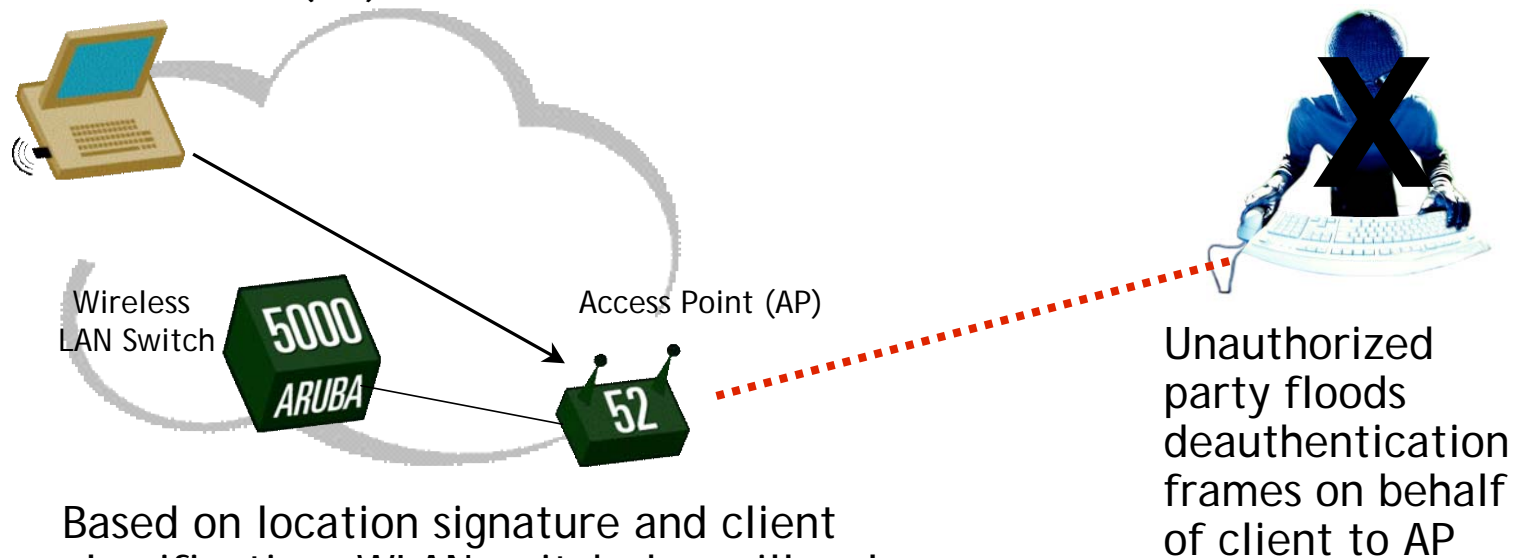 Wireless
LAN Switch
5000
ARUBA
Access Point (AP)
52
X
Unauthorized
party floods
deauthentication
frames on behalf
of client to AP
Based on location signature and client